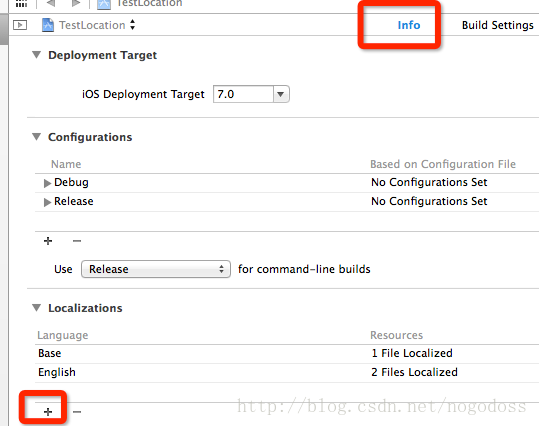 TestLocation
TestLocation Info Build Settings
Deployment Target
iOS Deployment Target 7.0
Configurations
Name Based on Configuration File
Debug No Configurations Set
Release No Configurations Set
+ −
Use Release for command-line builds
Localizations
Language Resources
Base 1 File Localized
English 2 Files Localized
+ −
http://blog.csdn.net/nogodoss